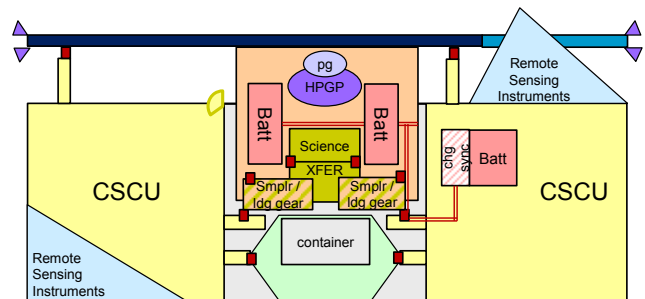 pg
HPGP
Remote
Sensing
Instruments
Batt
Batt
Science
XFER
chg
sync
Batt
CSCU
CSCU
Smplr /
ldg gear
Smplr /
ldg gear
container
Remote
Sensing
Instruments